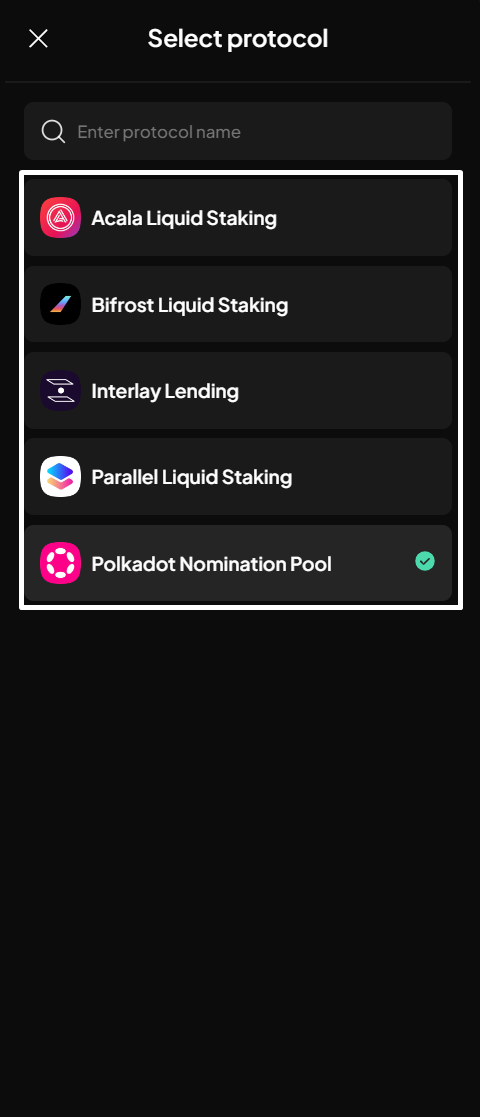 Select protocol
Enter protocol name
Acala Liquid Staking
Bifrost Liquid Staking
Interlay Lending
Parallel Liquid Staking
Polkadot Nomination Pool